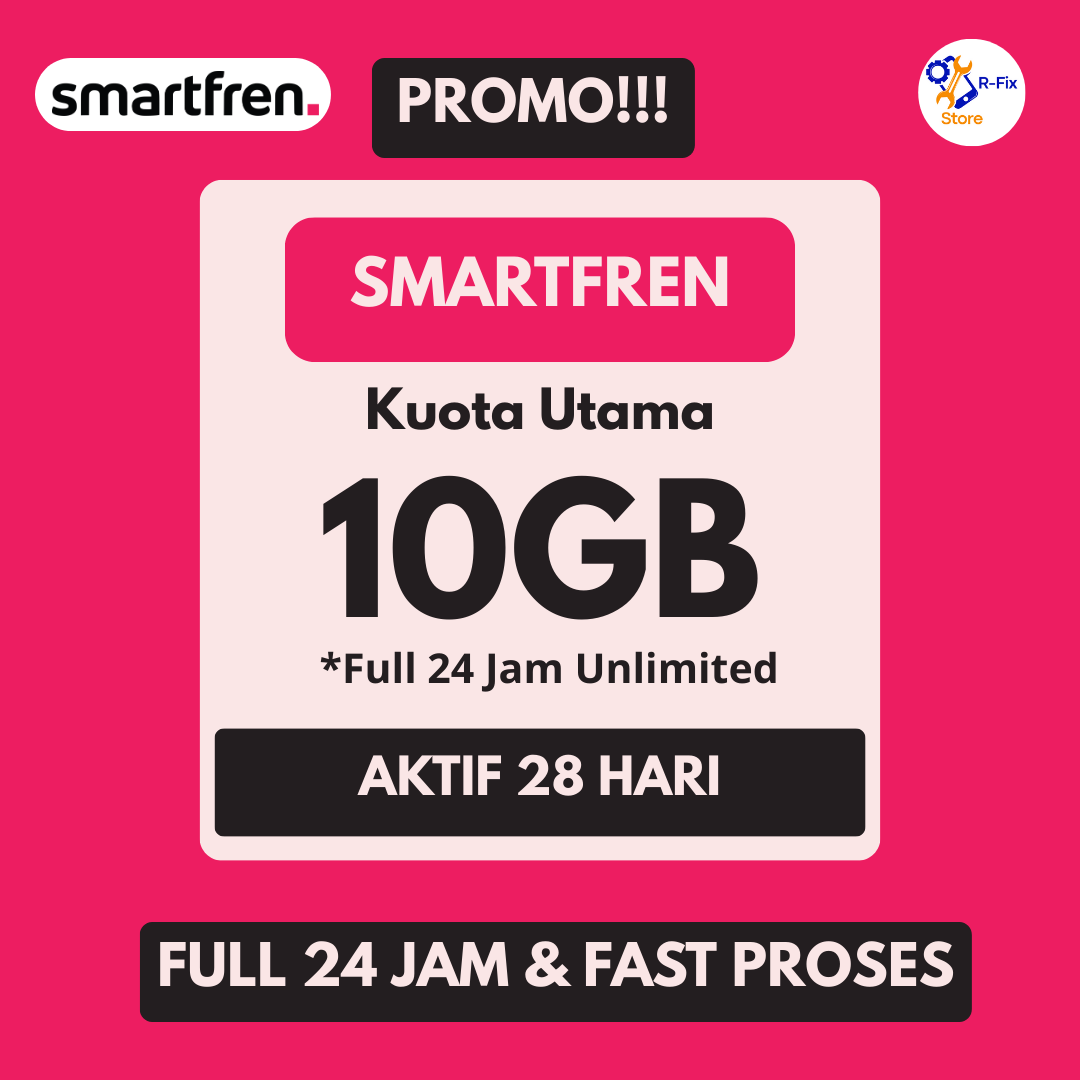 smartfren.
PROMO!!!
R-Fix
Store
SMARTFREN
Kuota Utama
10GB
*Full 24 Jam Unlimited
AKTIF 28 HARI
FULL 24 JAM & FAST PROSES